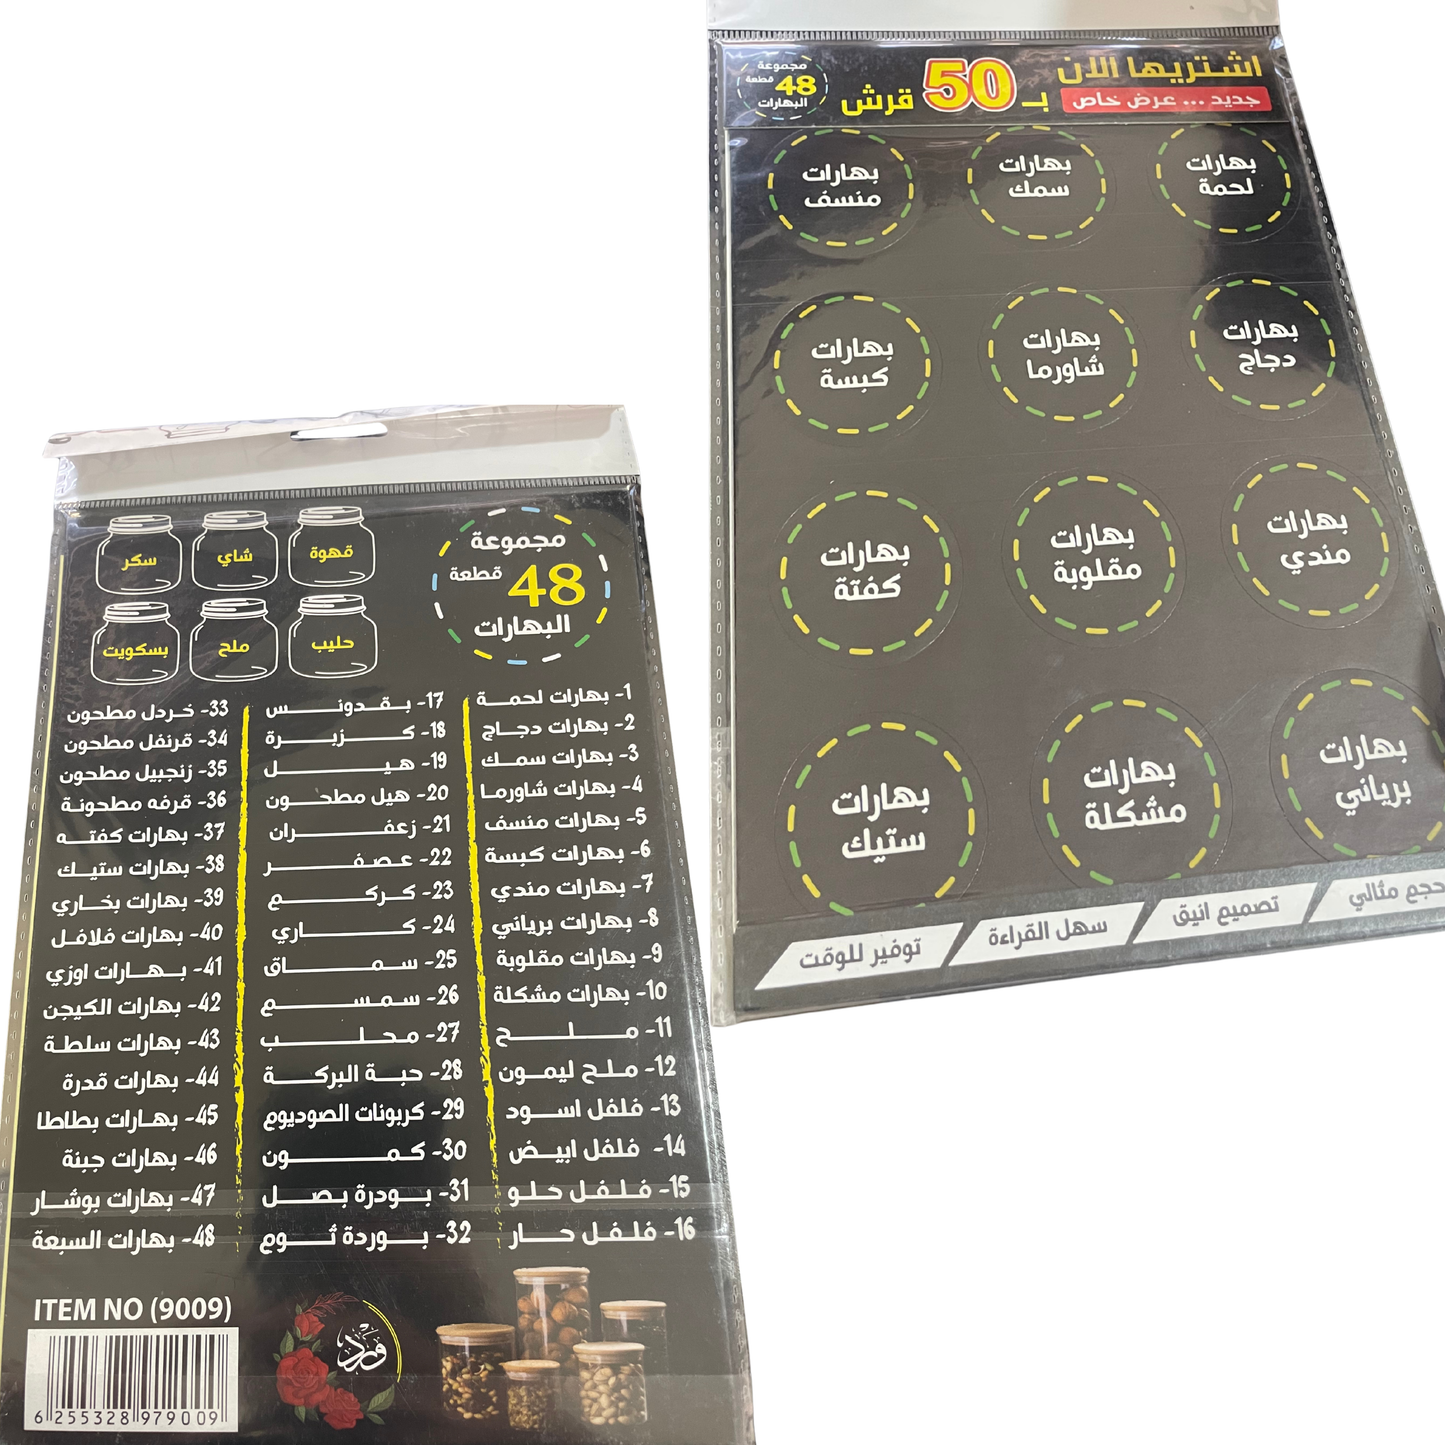 اشتريها الان
جديد ... عرض خاص
بـ 50 قرش
مجموعة
48 قطعة
البهارات
بهارات
لحمة
بهارات
سمك
بهارات
منسف
بهارات
دجاج
بهارات
شاورما
بهارات
كبسة
بهارات
مندي
بهارات
مقلوبة
بهارات
كفتة
بهارات
برياني
بهارات
مشكلة
بهارات
ستيك
حجم مثالي
تصميم انيق
سهل القراءة
توفير للوقت
مجموعة
48 قطعة
البهارات
قهوة
شاي
سكر
حليب
ملح
بسكويت
1- بهارات لحمة
2- بهارات دجاج
3- بهارات سمك
4- بهارات شاورما
5- بهارات منسف
6- بهارات كبسة
7- بهارات مندي
8- بهارات برياني
9- بهارات مقلوبة
10- بهارات مشكلة
11- ملح
12- ملح ليمون
13- فلفل اسود
14- فلفل ابيض
15- فلفل حلو
16- فلفل حار
17- بقدونس
18- كزبرة
19- هيل
20- هيل مطحون
21- زعفران
22- عصفر
23- كركم
24- كاري
25- سماق
26- سمسم
27- محلب
28- حبة البركة
29- كربونات الصوديوم
30- كمون
31- بودرة بصل
32- بوردة ثوم
33- خردل مطحون
34- قرنفل مطحون
35- زنجبيل مطحون
36- قرفه مطحونة
37- بهارات كفته
38- بهارات ستيك
39- بهارات بخاري
40- بهارات فلافل
41- بهارات اوزي
42- بهارات الكيجن
43- بهارات سلطة
44- بهارات قدرة
45- بهارات بطاطا
46- بهارات جبنة
47- بهارات بوشار
48- بهارات السبعة
ITEM NO (9009)
6 255328 979009
وَرْد